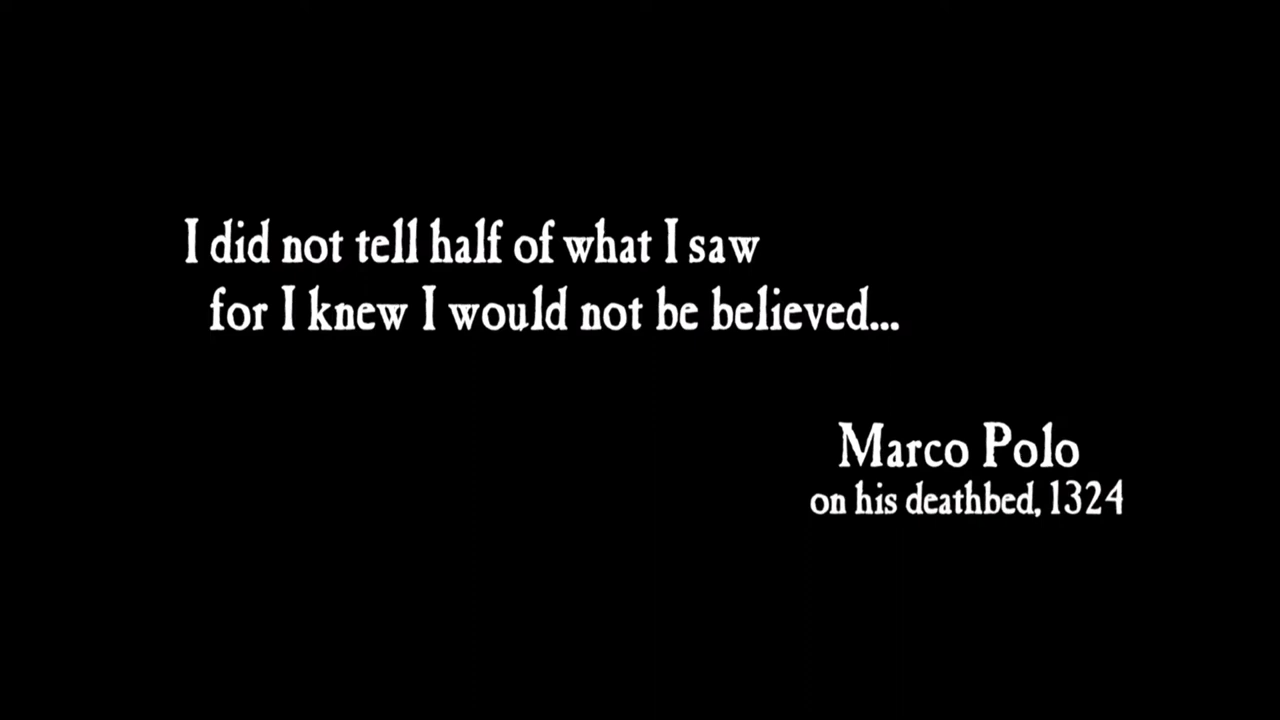 I did not tell half of what I saw
for I knew I would not be believed...
Marco Polo
on his deathbed, 1324